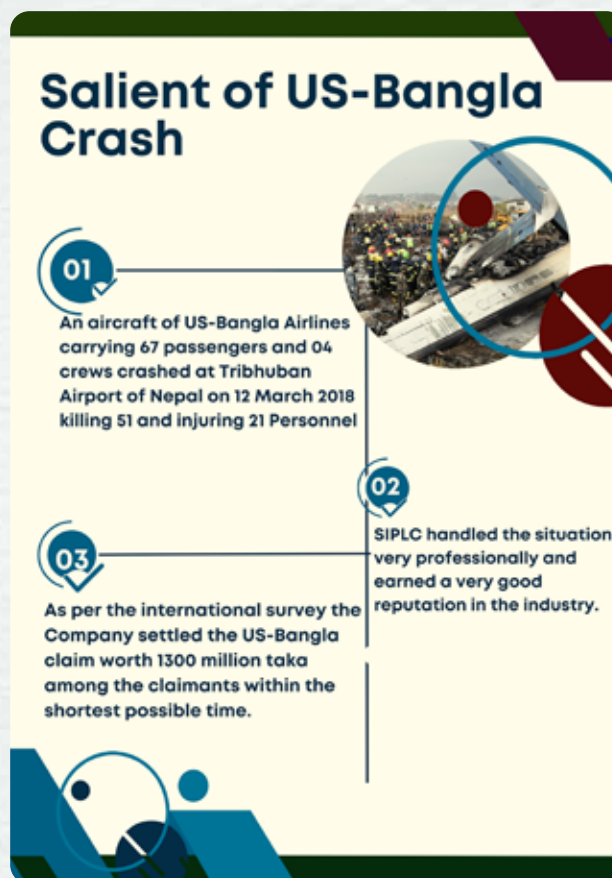 Salient of US-Bangla
Crash
01
An aircraft of US-Bangla Airlines
carrying 67 passengers and 04
crews crashed at Tribhuban
Airport of Nepal on 12 March 2018
killing 51 and injuring 21 Personnel
02
SIPLC handled the situation
very professionally and
earned a very good
reputation in the industry.
03
As per the international survey the
Company settled the US-Bangla
claim worth 1300 million taka
among the claimants within the
shortest possible time.